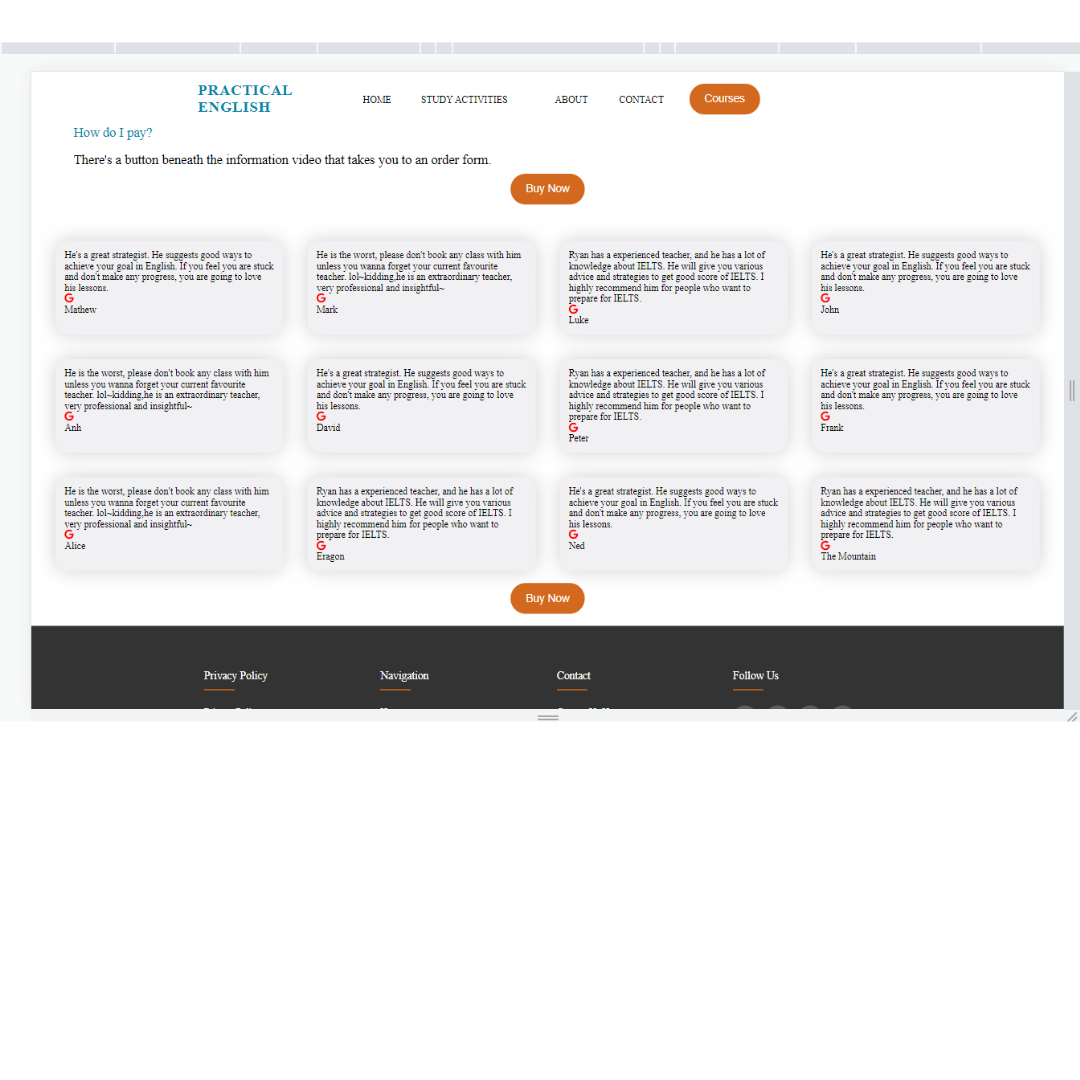 PRACTICAL
ENGLISH
HOME STUDY ACTIVITIES ABOUT CONTACT Courses
How do I pay?
There's a button beneath the information video that takes you to an order form.
Buy Now
He's a great strategist. He suggests good ways to
achieve your goal in English. If you feel you are stuck
and don't make any progress, you are going to love
his lessons.
Mathew
He is the worst, please don't book any class with him
unless you wanna forget your current favourite
teacher. lol~kidding,he is an extraordinary teacher,
very professional and insightful~
Mark
Ryan has a experienced teacher, and he has a lot of
knowledge about IELTS. He will give you various
advice and strategies to get good score of IELTS. I
highly recommend him for people who want to
prepare for IELTS.
Luke
He's a great strategist. He suggests good ways to
achieve your goal in English. If you feel you are stuck
and don't make any progress, you are going to love
his lessons.
John
He is the worst, please don't book any class with him
unless you wanna forget your current favourite
teacher. lol~kidding,he is an extraordinary teacher,
very professional and insightful~
Anh
He's a great strategist. He suggests good ways to
achieve your goal in English. If you feel you are stuck
and don't make any progress, you are going to love
his lessons.
David
Ryan has a experienced teacher, and he has a lot of
knowledge about IELTS. He will give you various
advice and strategies to get good score of IELTS. I
highly recommend him for people who want to
prepare for IELTS.
Peter
He's a great strategist. He suggests good ways to
achieve your goal in English. If you feel you are stuck
and don't make any progress, you are going to love
his lessons.
Frank
He is the worst, please don't book any class with him
unless you wanna forget your current favourite
teacher. lol~kidding,he is an extraordinary teacher,
very professional and insightful~
Alice
Ryan has a experienced teacher, and he has a lot of
knowledge about IELTS. He will give you various
advice and strategies to get good score of IELTS. I
highly recommend him for people who want to
prepare for IELTS.
Eragon
He's a great strategist. He suggests good ways to
achieve your goal in English. If you feel you are stuck
and don't make any progress, you are going to love
his lessons.
Ned
Ryan has a experienced teacher, and he has a lot of
knowledge about IELTS. He will give you various
advice and strategies to get good score of IELTS. I
highly recommend him for people who want to
prepare for IELTS.
The Mountain
Buy Now
Privacy Policy Navigation Contact Follow Us